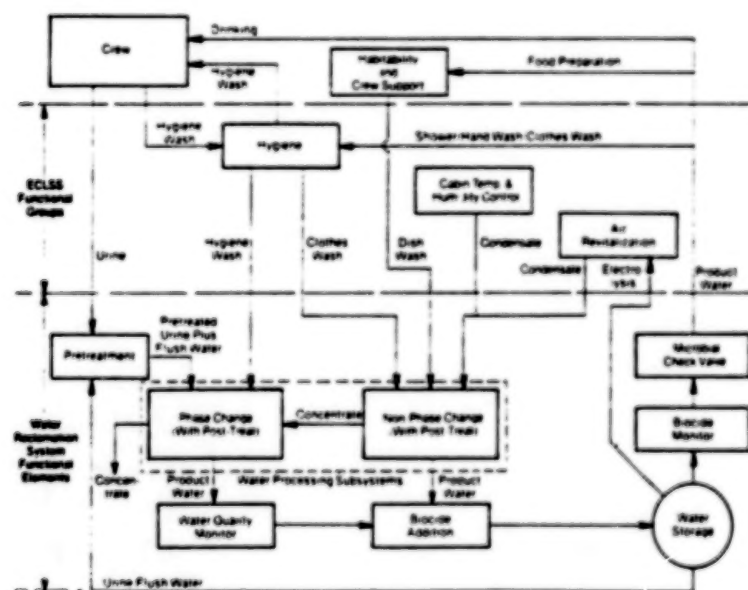 Drinking
Crew
Habitability
and
Crew Support
Food Preparation
Hygiene
Wash
Hygiene
Wash
Hygiene
Shower/Hand Wash/Clothes Wash
ECLSS
Functional
Groups
Cabin Temp. &
Humidity Control
Air
Revitalization
Urine
Hygiene
Wash
Clothes
Wash
Dish
Wash
Condensate
Condensate
Electro
lysis
Product
Water
Pretreated
Urine Plus
Flush Water
Pretreatment
Microbial
Check Valve
Water
Reclamation
System
Functional
Elements
Phase Change
(With Post-Treat)
Concentrate
Non-Phase Change
(With Post-Treat)
Biocide
Monitor
Concen-
trate
Product
Water
Water Processing Subsystems
Product
Water
Water Quality
Monitor
Biocide
Addition
Water
Storage
Urine Flush Water